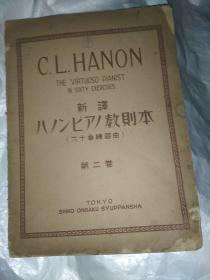 C.L.HANON
THE VIRTUOSO PIANIST
IN SIXTY EXERCISES
新譯
ハノンピアノ教則本
(六十番練習曲)
第二巻
TOKYO
SHINKO ONGAKU SYUPPANSHA